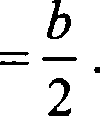 = b/2 .